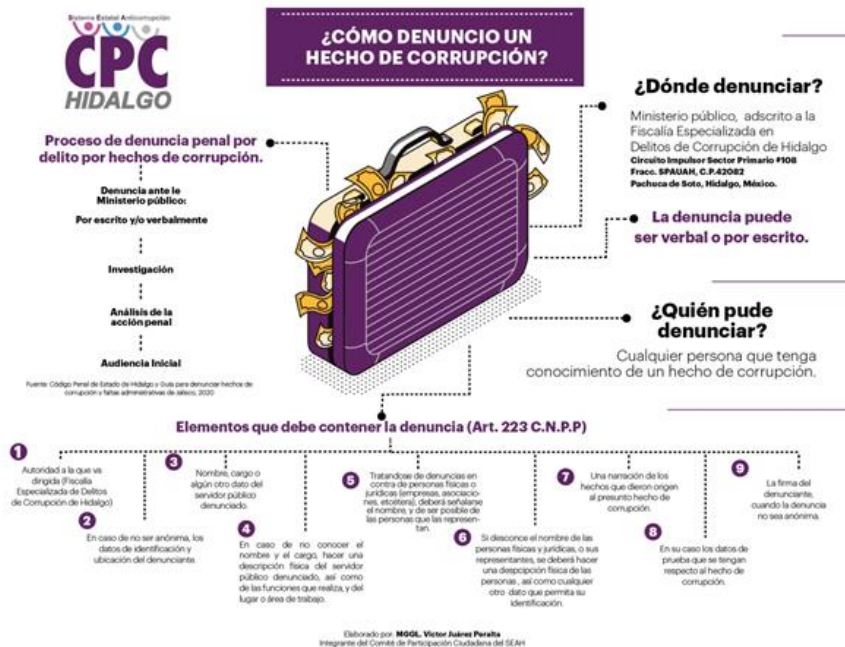 Sistema Estatal Anticorrupción
CPC
HIDALGO
¿CÓMO DENUNCIO UN
HECHO DE CORRUPCIÓN?
Proceso de denuncia penal por
delito por hechos de corrupción.
Denuncia ante le
Ministerio público:
Por escrito y/o verbalmente
Investigación
Análisis de la
acción penal
Audiencia Inicial
Fuente: Código Penal de Estado de Hidalgo y Guía para denunciar hechos de
corrupción y faltas administrativas de Jalisco, 2020
¿Dónde denunciar?
Ministerio público, adscrito a la
Fiscalía Especializada en
Delitos de Corrupción de Hidalgo
Circuito Impulsor Sector Primario #108
Fracc. SPAUAH, C.P.42082
Pachuca de Soto, Hidalgo, México.
La denuncia puede
ser verbal o por escrito.
¿Quién pude
denunciar?
Cualquier persona que tenga
conocimiento de un hecho de corrupción.
Elementos que debe contener la denuncia (Art. 223 C.N.P.P)
1
Autoridad a la que va
dirigida (Fiscalía
Especializada de Delitos
de Corrupción de Hidalgo)
2
En caso de no ser anónima, los
datos de identificación y
ubicación del denunciante.
3
Nombre, cargo o
algún otro dato del
servidor público
denunciado.
4
En caso de no conocer el
nombre y el cargo, hacer una
descripción física del servidor
público denunciado, así como
de las funciones que realiza, y del
lugar o área de trabajo.
5
Tratandose de denuncias en
contra de personas físicas o
jurídicas (empresas, asociacio-
nes, etcétera), deberá señalarse
el nombre, y de ser posible de
las personas que las represen-
tan.
6
Si desconce el nombre de las
personas físicas y jurídicas, o sus
representantes, se deberá hacer
una despcipción física de las
personas , así como cualquier
otro dato que permita su
identificación.
7
Una narración de los
hechos que dieron origen
al presunto hecho de
corrupción.
8
En su caso los datos de
prueba que se tengan
respecto al hecho de
corrupción.
9
La firma del
denunciante,
cuando la denuncia
no sea anónima.
Elaborado por: MGGL. Víctor Juárez Peralta
Integrante del Comité de Participación Ciudadana del SEAH